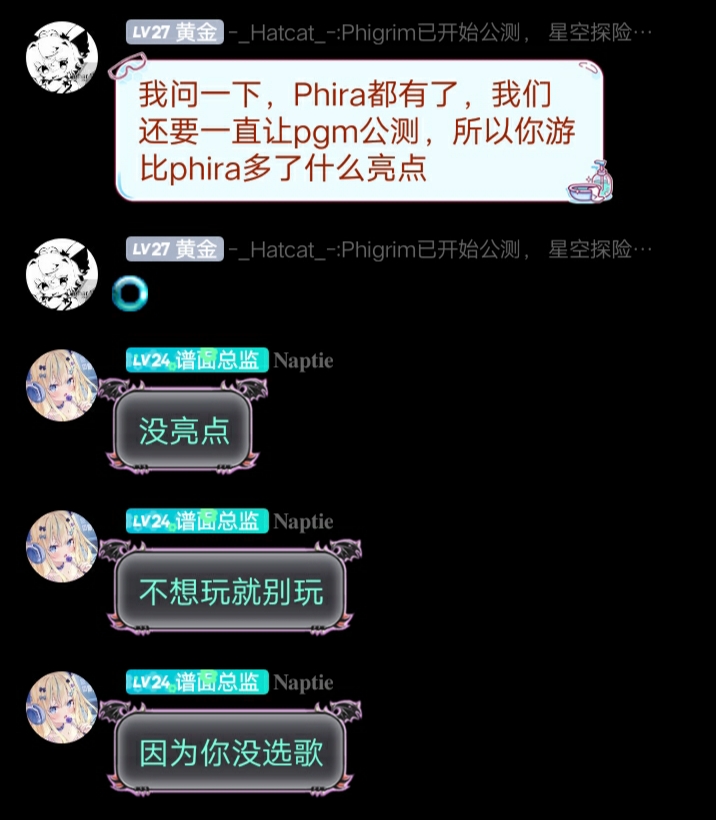 LV27 黄金 -_Hatcat_-:Phigrim已开始公测， 星空探险…
我问一下，Phira都有了，我们
还要一直让pgm公测，所以你游
比phira多了什么亮点
LV27 黄金 -_Hatcat_-:Phigrim已开始公测， 星空探险…
LV24 谱面总监 Naptie
没亮点
LV24 谱面总监 Naptie
不想玩就别玩
LV24 谱面总监 Naptie
因为你没选歌